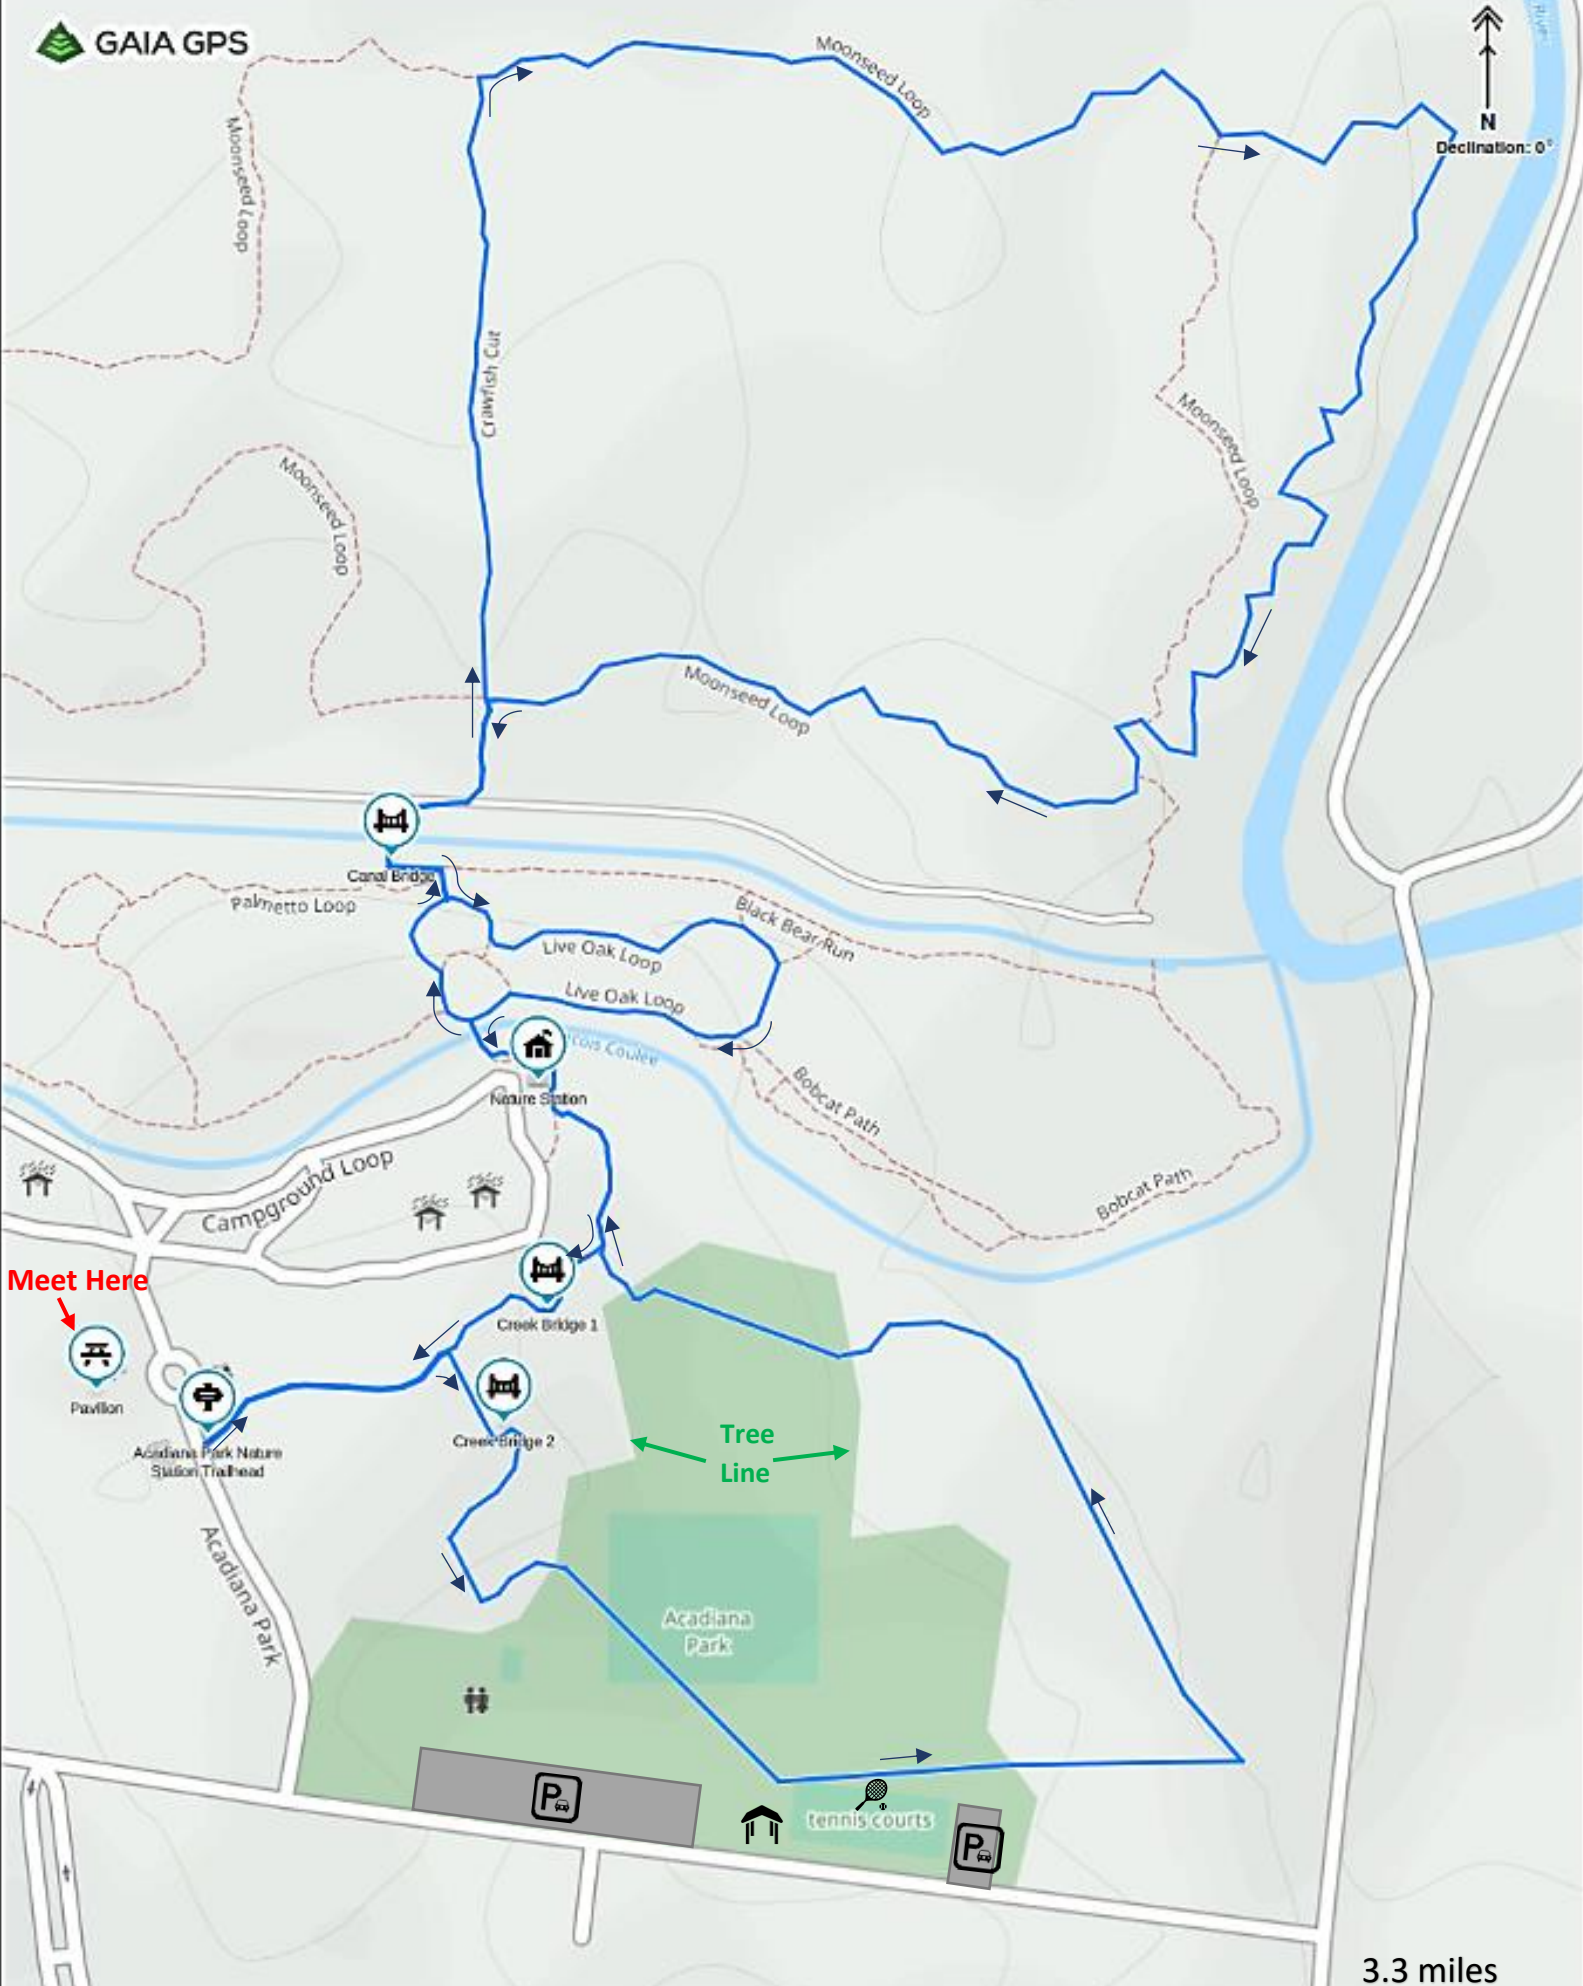 GAIA GPS
River
Moonseed Loop
N
Declination: 0°
Moonseed Loop
Crawfish Cut
Moonseed Loop
Moonseed Loop
Moonseed Loop
Canal Bridge
Palmetto Loop
Black Bear Run
Live Oak Loop
Live Oak Loop
Coulee
Nature Station
Bobcat Path
Bobcat Path
Campground Loop
Meet Here
Creek Bridge 1
Pavilion
Creek Bridge 2
Acadiana Park Nature
Station Trailhead
Tree
Line
Acadiana Park
Acadiana
Park
P
tennis courts
P
3.3 miles